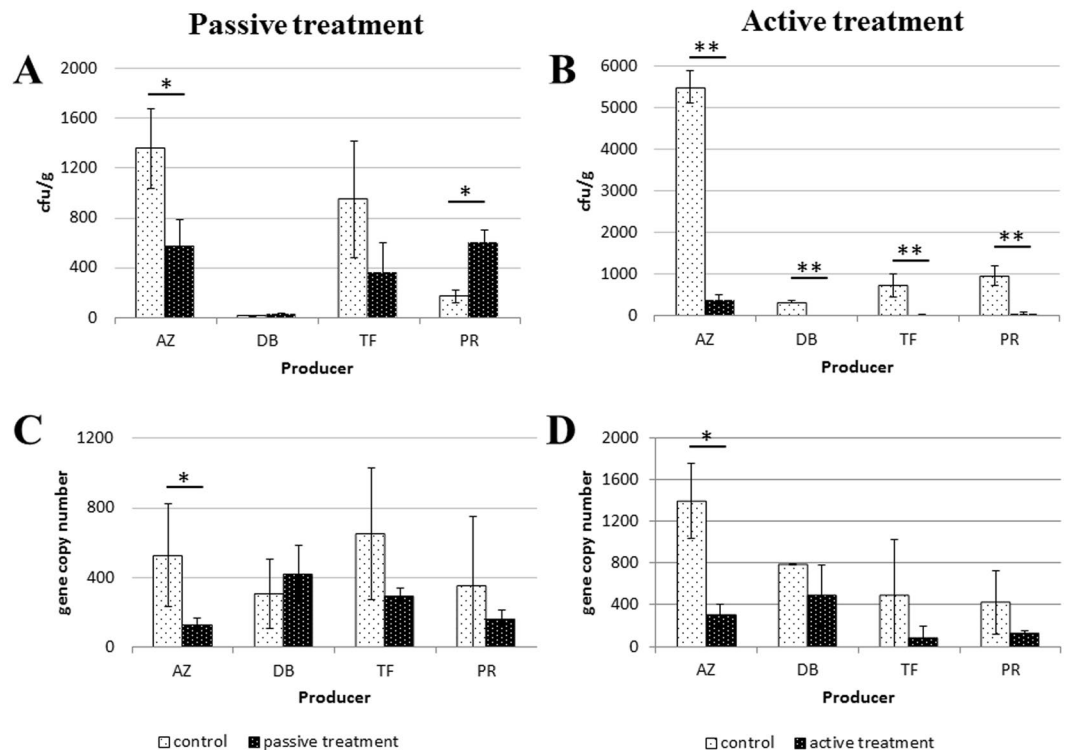 Passive treatment
Active treatment
A
2000
1600
1200
800
400
0
cfu/g
*
*
AZ DB TF PR
Producer
B
6000
5000
4000
3000
2000
1000
0
cfu/g
**
**
**
**
AZ DB TF PR
Producer
C
1200
800
400
0
gene copy number
*
AZ DB TF PR
Producer
control passive treatment
D
2000
1600
1200
800
400
0
gene copy number
*
AZ DB TF PR
Producer
control active treatment